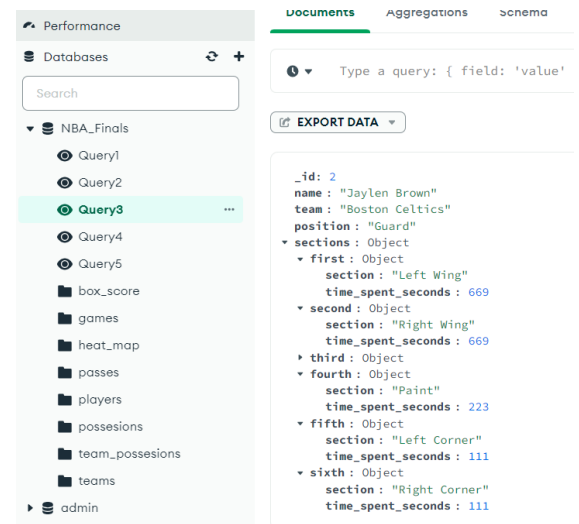 Performance
Databases
Search
NBA_Finals
Query1
Query2
Query3
Query4
Query5
box_score
games
heat_map
passes
players
possesions
team_possesions
teams
admin
Documents Aggregations Schema
Type a query: { field: 'value'
EXPORT DATA
_id: 2
name : "Jaylen Brown"
team : "Boston Celtics"
position : "Guard"
sections : Object
first : Object
section : "Left Wing"
time_spent_seconds : 669
second : Object
section : "Right Wing"
time_spent_seconds : 669
third : Object
fourth : Object
section : "Paint"
time_spent_seconds : 223
fifth : Object
section : "Left Corner"
time_spent_seconds : 111
sixth : Object
section : "Right Corner"
time_spent_seconds : 111